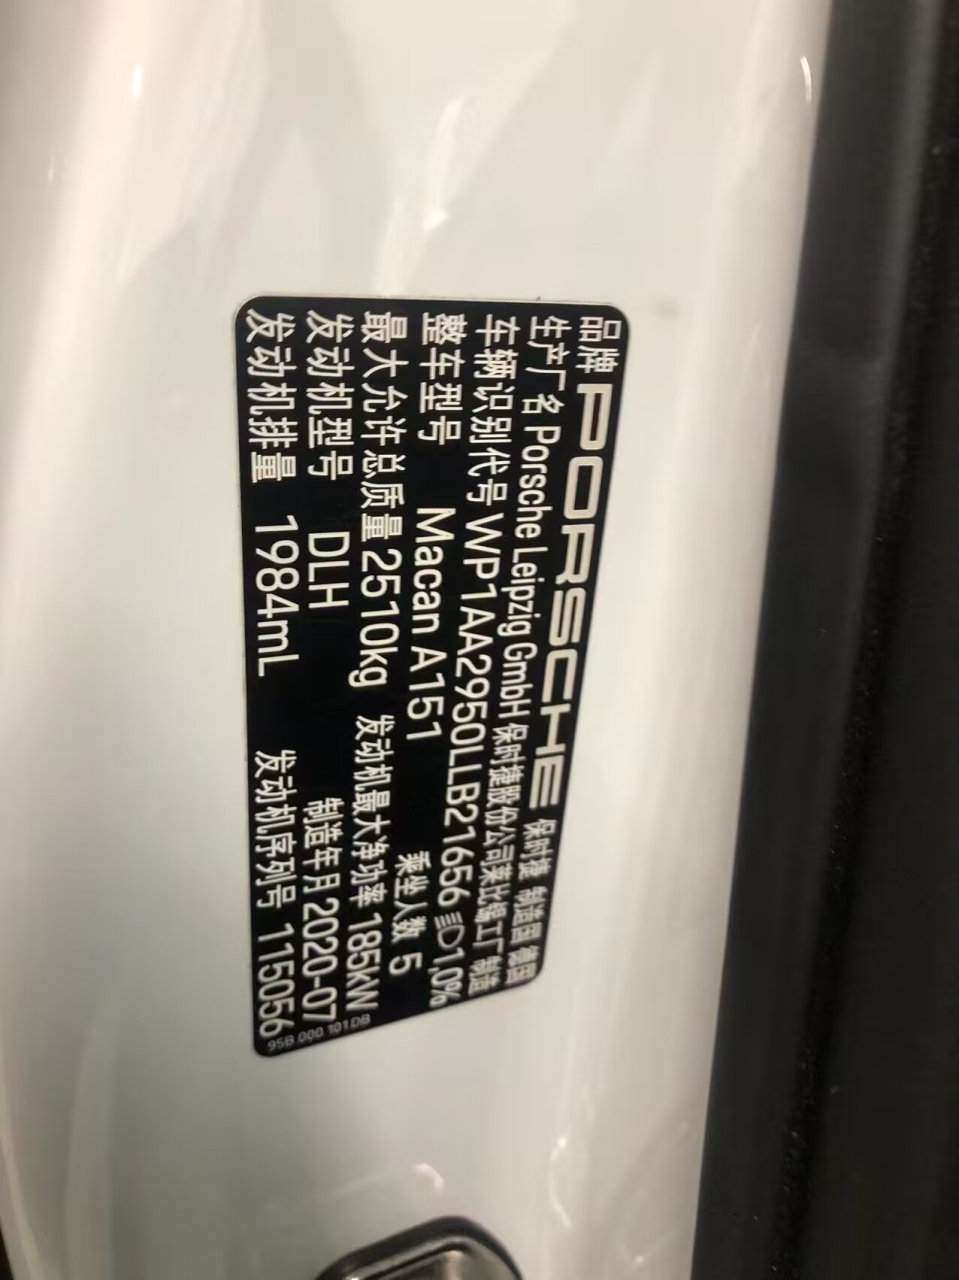 品牌 PORSCHE 保时捷 制造国 德国
生产厂名 Porsche Leipzig GmbH 保时捷股份公司莱比锡工厂 制造
车辆识别代号 WP1AA2950LLB21656 1,0%
整车型号 Macan A151 乘坐人数 5
最大允许总质量 2510kg 发动机最大净功率 185kW
发动机型号 DLH 制造年月 2020-07
发动机排量 1984mL 发动机序列号 115056
95B.000 101.DB